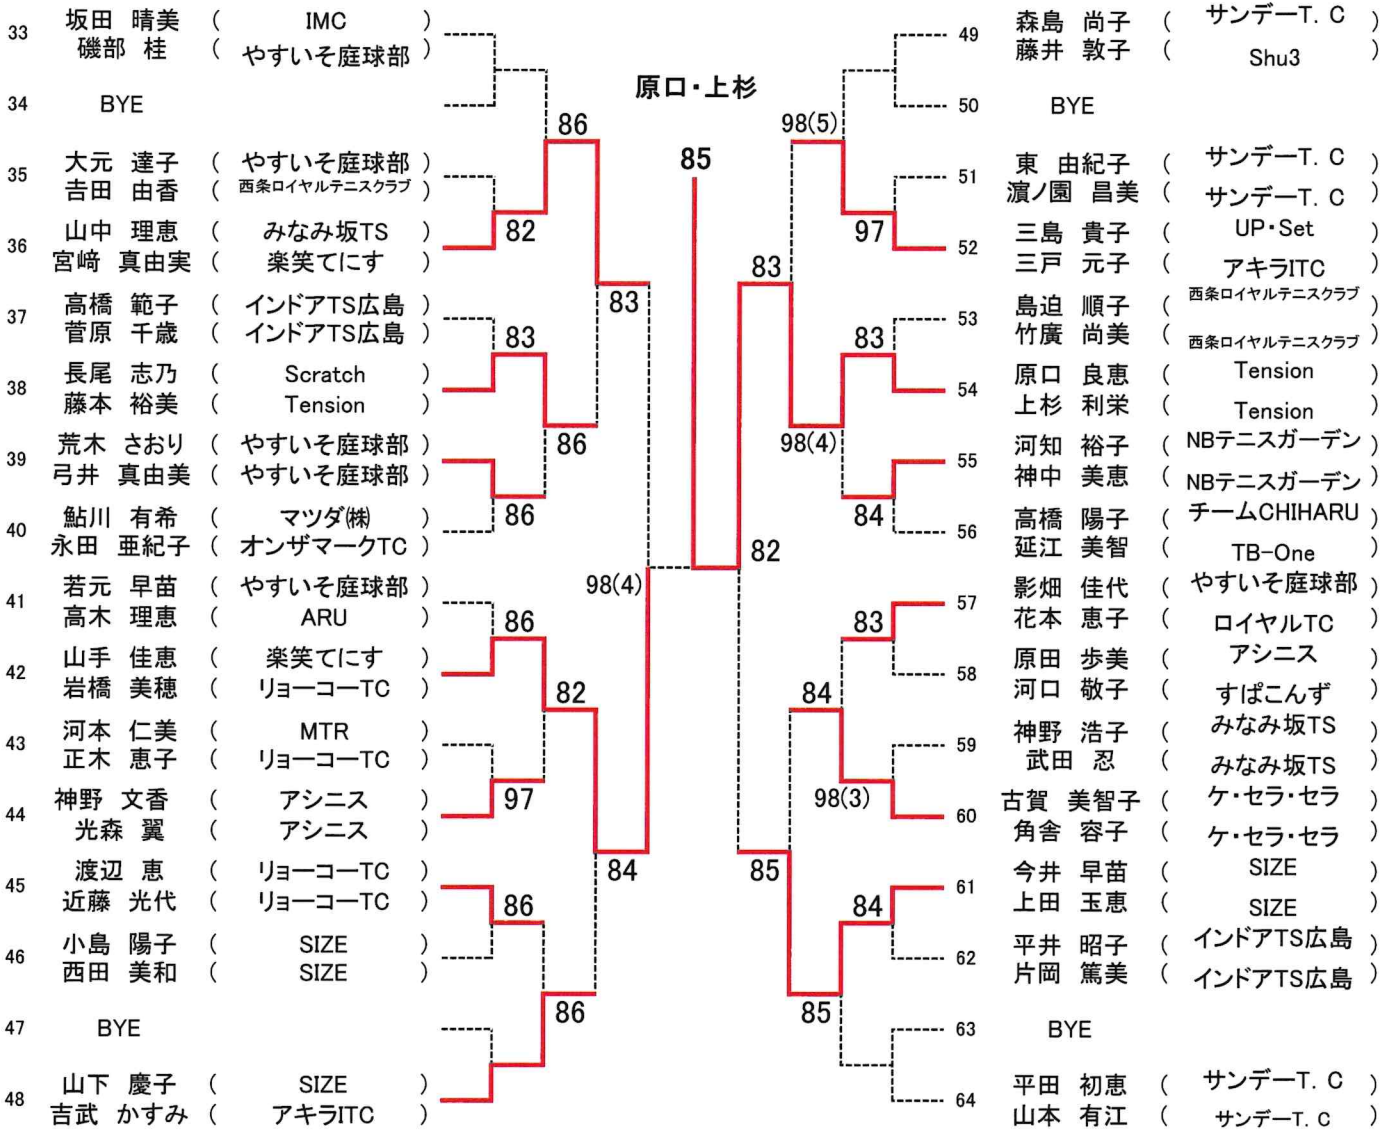 原口・上杉
33 坂田 晴美 ( IMC )
磯部 桂 ( やすいそ庭球部 )
34 BYE
86
35 大元 達子 ( やすいそ庭球部 )
吉田 由香 ( 西条ロイヤルテニスクラブ )
82
36 山中 理恵 ( みなみ坂TS )
宮﨑 真由実 ( 楽笑てにす )
83
37 高橋 範子 ( インドアTS広島 )
菅原 千歳 ( インドアTS広島 )
83
38 長尾 志乃 ( Scratch )
藤本 裕美 ( Tension )
86
39 荒木 さおり ( やすいそ庭球部 )
弓井 真由美 ( やすいそ庭球部 )
86
40 鮎川 有希 ( マツダ㈱ )
永田 亜紀子 ( オンザマークTC )
98(4)
41 若元 早苗 ( やすいそ庭球部 )
高木 理恵 ( ARU )
86
42 山手 佳恵 ( 楽笑てにす )
岩橋 美穂 ( リョーコーTC )
82
43 河本 仁美 ( MTR )
正木 恵子 ( リョーコーTC )
97
44 神野 文香 ( アシニス )
光森 翼 ( アシニス )
84
45 渡辺 恵 ( リョーコーTC )
近藤 光代 ( リョーコーTC )
86
46 小島 陽子 ( SIZE )
西田 美和 ( SIZE )
86
47 BYE
48 山下 慶子 ( SIZE )
吉武 かすみ ( アキラITC )
85
49 森島 尚子 ( サンデーT. C )
藤井 敦子 ( Shu3 )
50 BYE
98(5)
51 東 由紀子 ( サンデーT. C )
濵ノ園 昌美 ( サンデーT. C )
97
52 三島 貴子 ( UP・Set )
三戸 元子 ( アキラITC )
83
53 島迫 順子 ( 西条ロイヤルテニスクラブ )
竹廣 尚美 ( 西条ロイヤルテニスクラブ )
83
54 原口 良恵 ( Tension )
上杉 利栄 ( Tension )
98(4)
55 河知 裕子 ( NBテニスガーデン )
神中 美恵 ( NBテニスガーデン )
84
56 高橋 陽子 ( チームCHIHARU )
延江 美智 ( TB-One )
82
57 影畑 佳代 ( やすいそ庭球部 )
花本 恵子 ( ロイヤルTC )
83
58 原田 歩美 ( アシニス )
河口 敬子 ( すぱこんず )
84
59 神野 浩子 ( みなみ坂TS )
武田 忍 ( みなみ坂TS )
98(3)
60 古賀 美智子 ( ケ・セラ・セラ )
角舎 容子 ( ケ・セラ・セラ )
85
61 今井 早苗 ( SIZE )
上田 玉恵 ( SIZE )
84
62 平井 昭子 ( インドアTS広島 )
片岡 篤美 ( インドアTS広島 )
85
63 BYE
64 平田 初恵 ( サンデーT. C )
山本 有江 ( サンデーT. C )